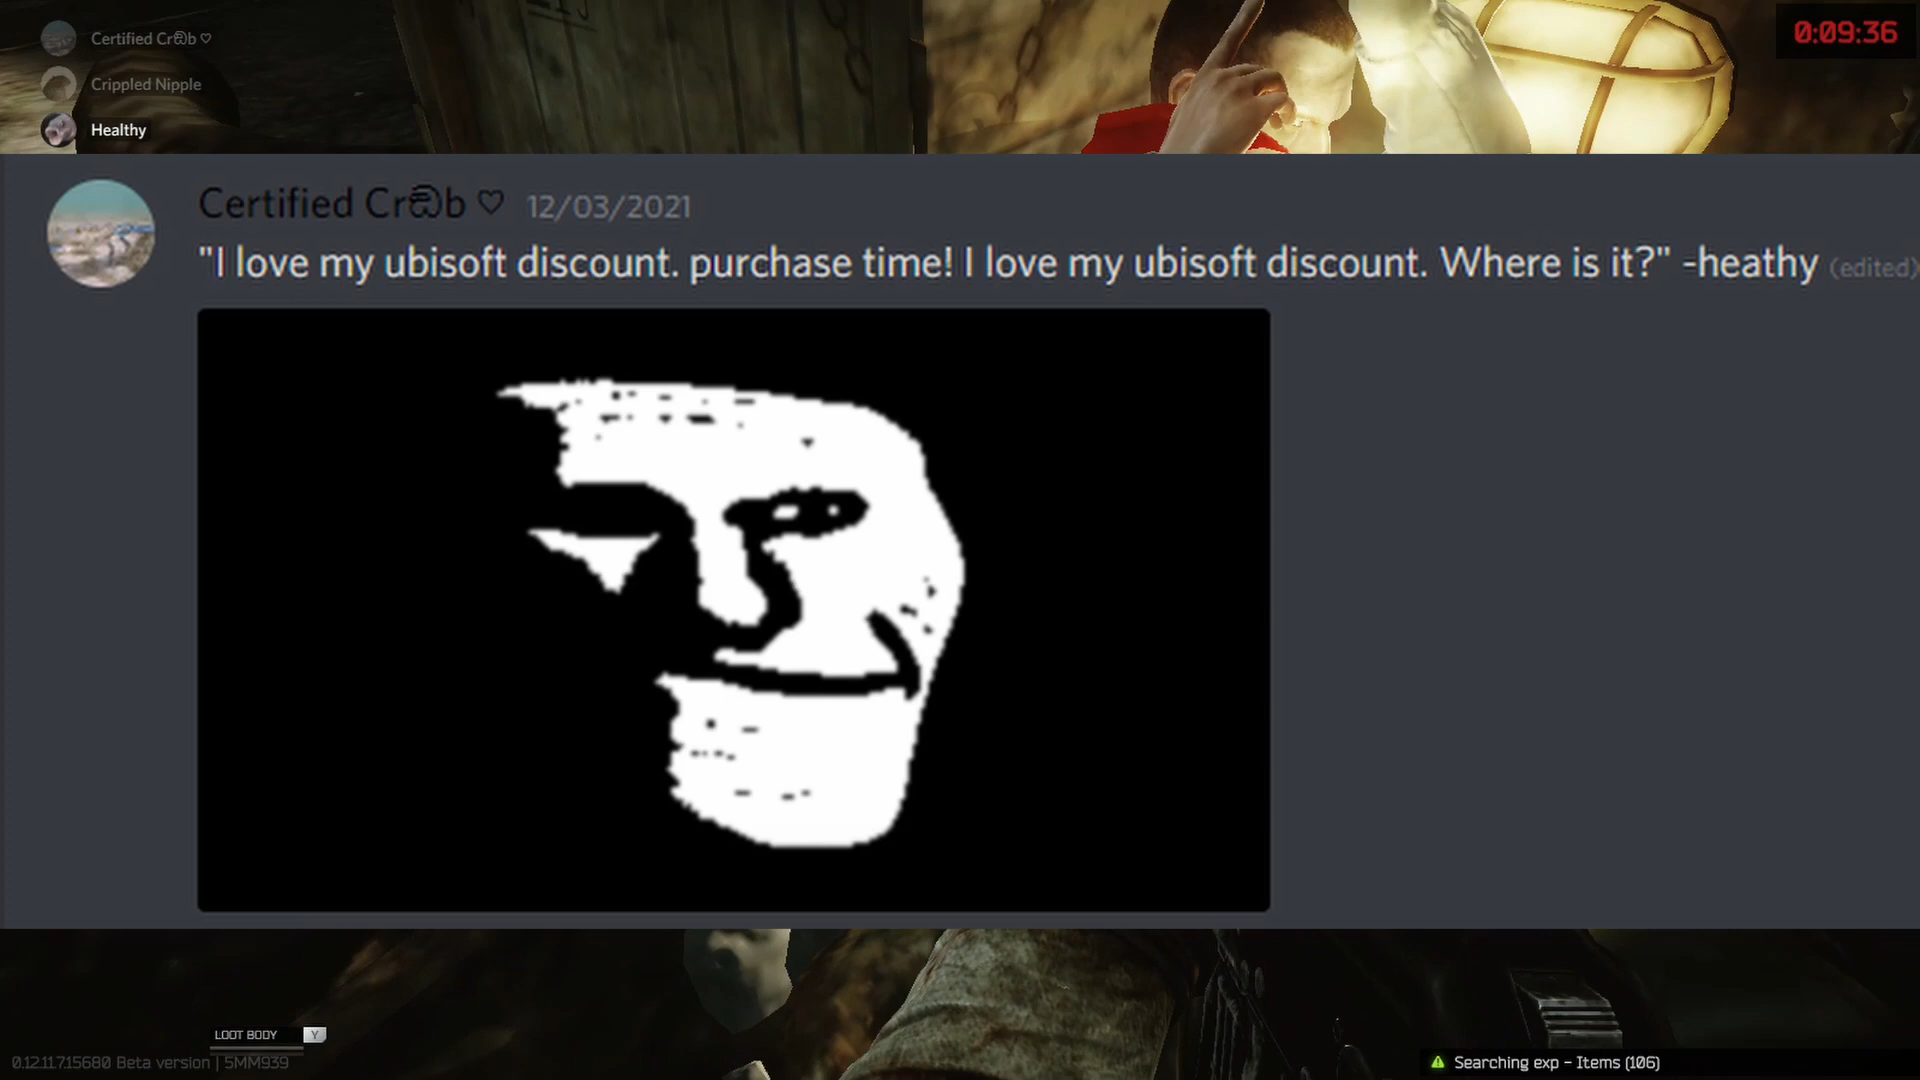 Certified Crඬb ♡
0:09:36
Crippled Nipple
Healthy
Certified Crඬb ♡ 12/03/2021
"I love my ubisoft discount. purchase time! I love my ubisoft discount. Where is it?" -heathy (edited)
LOOT BODY Y
0.12.11.7.15680 Beta version | 5MM939
Searching exp - Items (106)